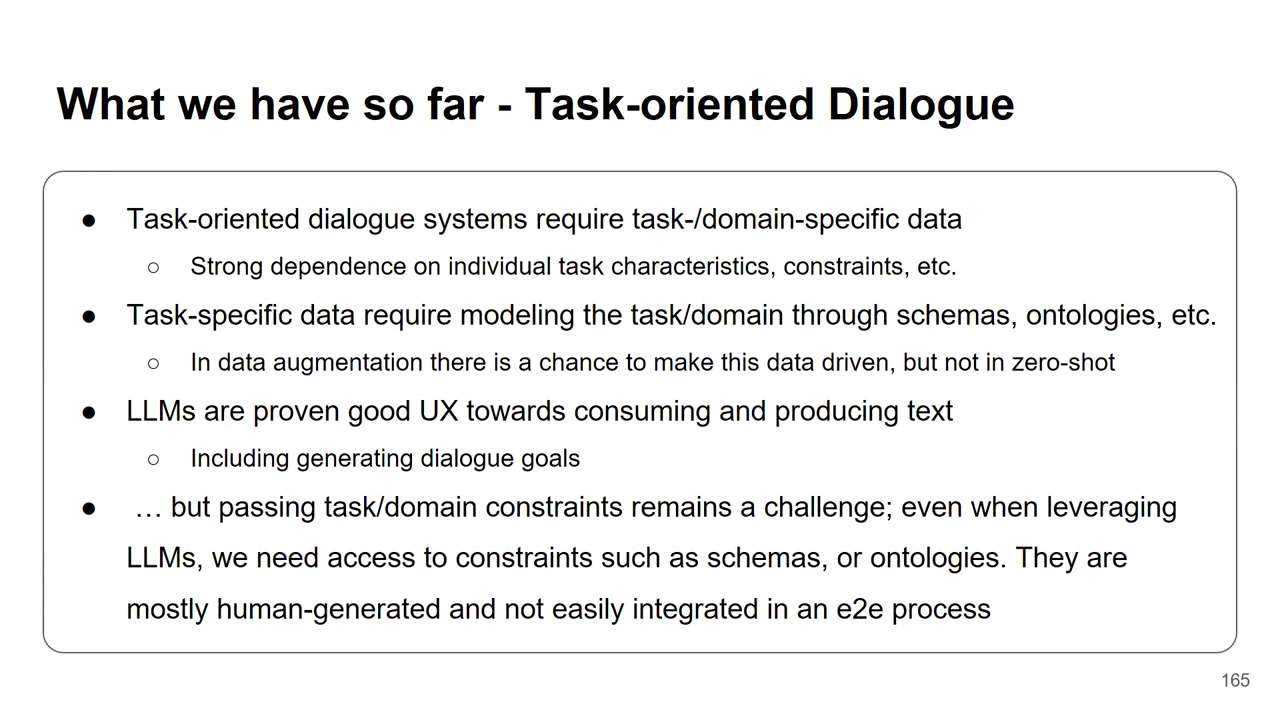 What we have so far - Task-oriented Dialogue
● Task-oriented dialogue systems require task-/domain-specific data
○ Strong dependence on individual task characteristics, constraints, etc.
● Task-specific data require modeling the task/domain through schemas, ontologies, etc.
○ In data augmentation there is a chance to make this data driven, but not in zero-shot
● LLMs are proven good UX towards consuming and producing text
○ Including generating dialogue goals
● … but passing task/domain constraints remains a challenge; even when leveraging
LLMs, we need access to constraints such as schemas, or ontologies. They are
mostly human-generated and not easily integrated in an e2e process
165